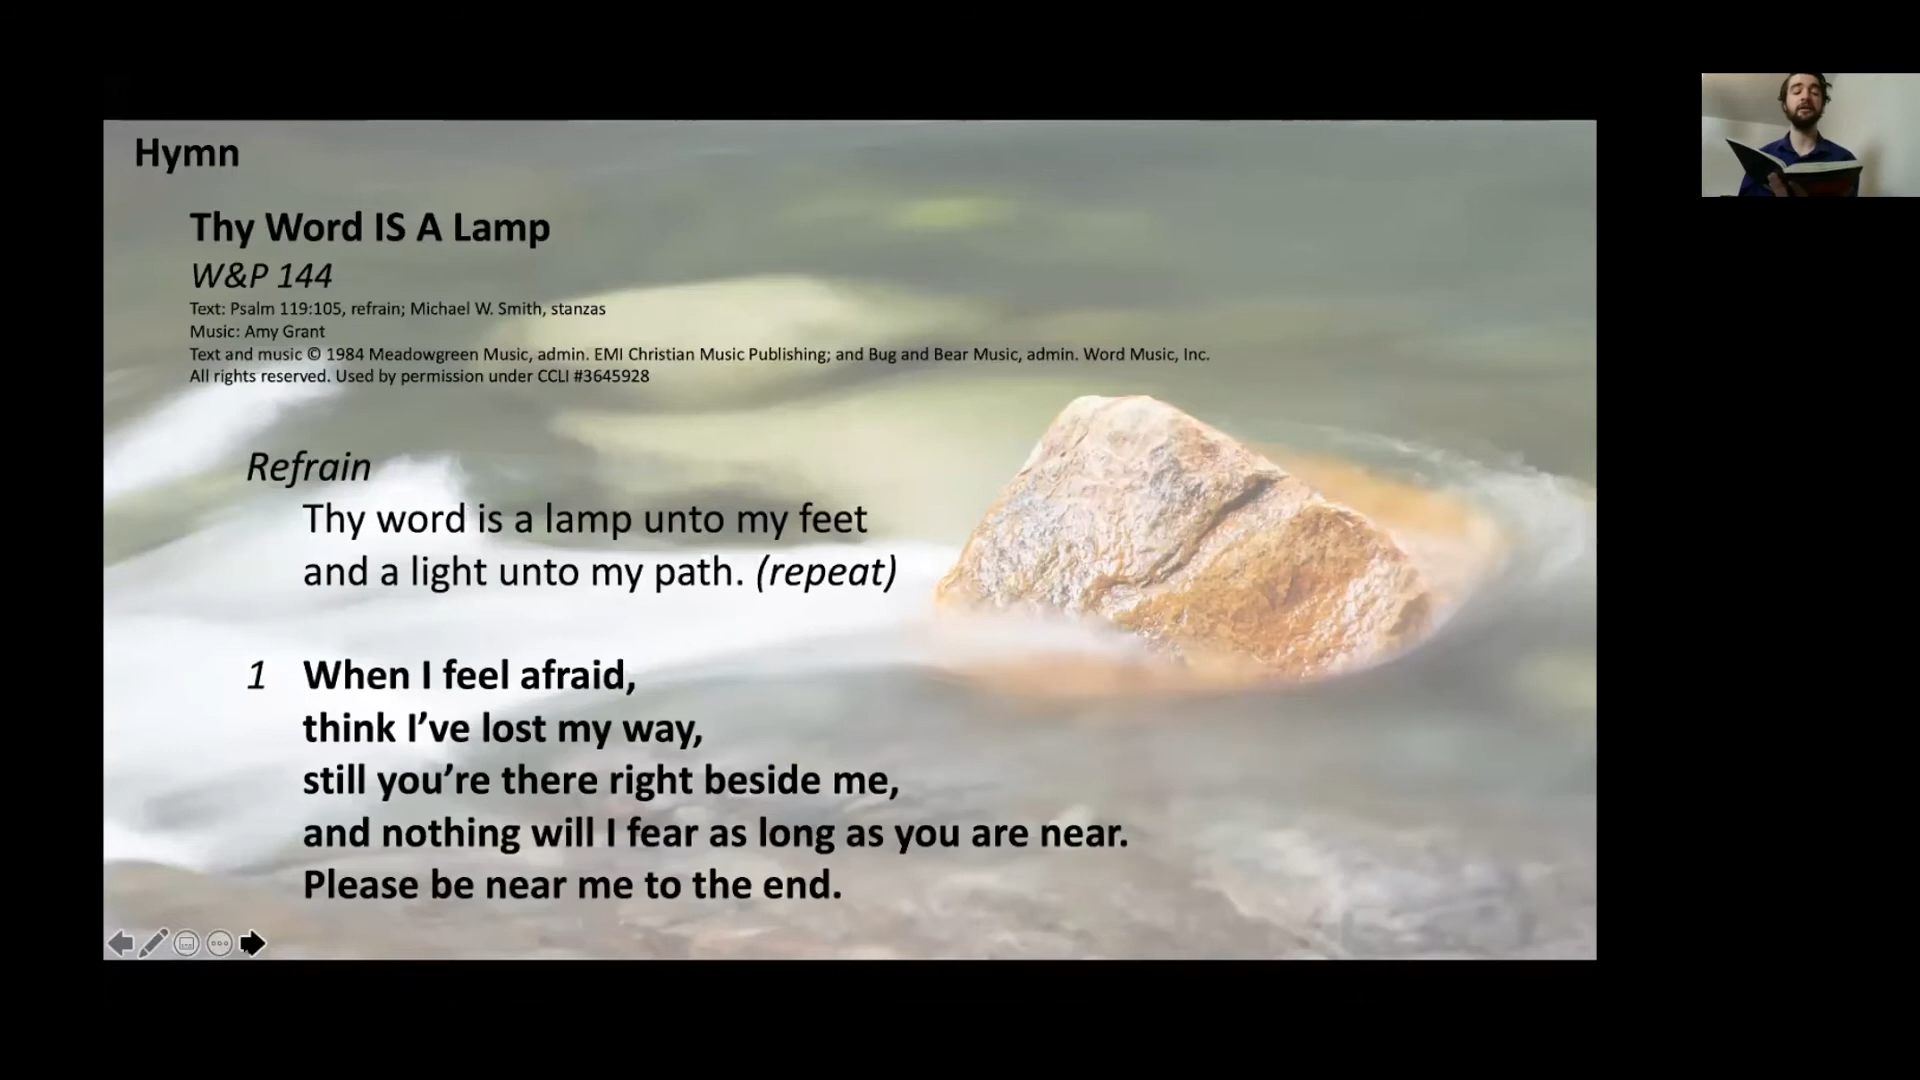 Hymn
Thy Word IS A Lamp
W&P 144
Text: Psalm 119:105, refrain; Michael W. Smith, stanzas
Music: Amy Grant
Text and music © 1984 Meadowgreen Music, admin. EMI Christian Music Publishing; and Bug and Bear Music, admin. Word Music, Inc.
All rights reserved. Used by permission under CCLI #3645928
Refrain
Thy word is a lamp unto my feet
and a light unto my path. (repeat)
1 When I feel afraid,
think I’ve lost my way,
still you’re there right beside me,
and nothing will I fear as long as you are near.
Please be near me to the end.